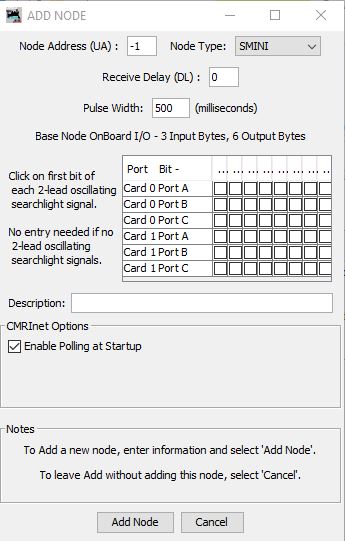 ADD NODE
Node Address (UA) : -1 Node Type: SMINI
Receive Delay (DL) : 0
Pulse Width: 500 (milliseconds)
Base Node OnBoard I/O - 3 Input Bytes, 6 Output Bytes
Click on first bit of
each 2-lead oscillating
searchlight signal.
No entry needed if no
2-lead oscillating
searchlight signals.
Port Bit - ... ... ... ... ... ... ... ...
Card 0 Port A
Card 0 Port B
Card 0 Port C
Card 1 Port A
Card 1 Port B
Card 1 Port C
Description:
CMRInet Options
Enable Polling at Startup
Notes
To Add a new node, enter information and select 'Add Node'.
To leave Add without adding this node, select 'Cancel'.
Add Node Cancel